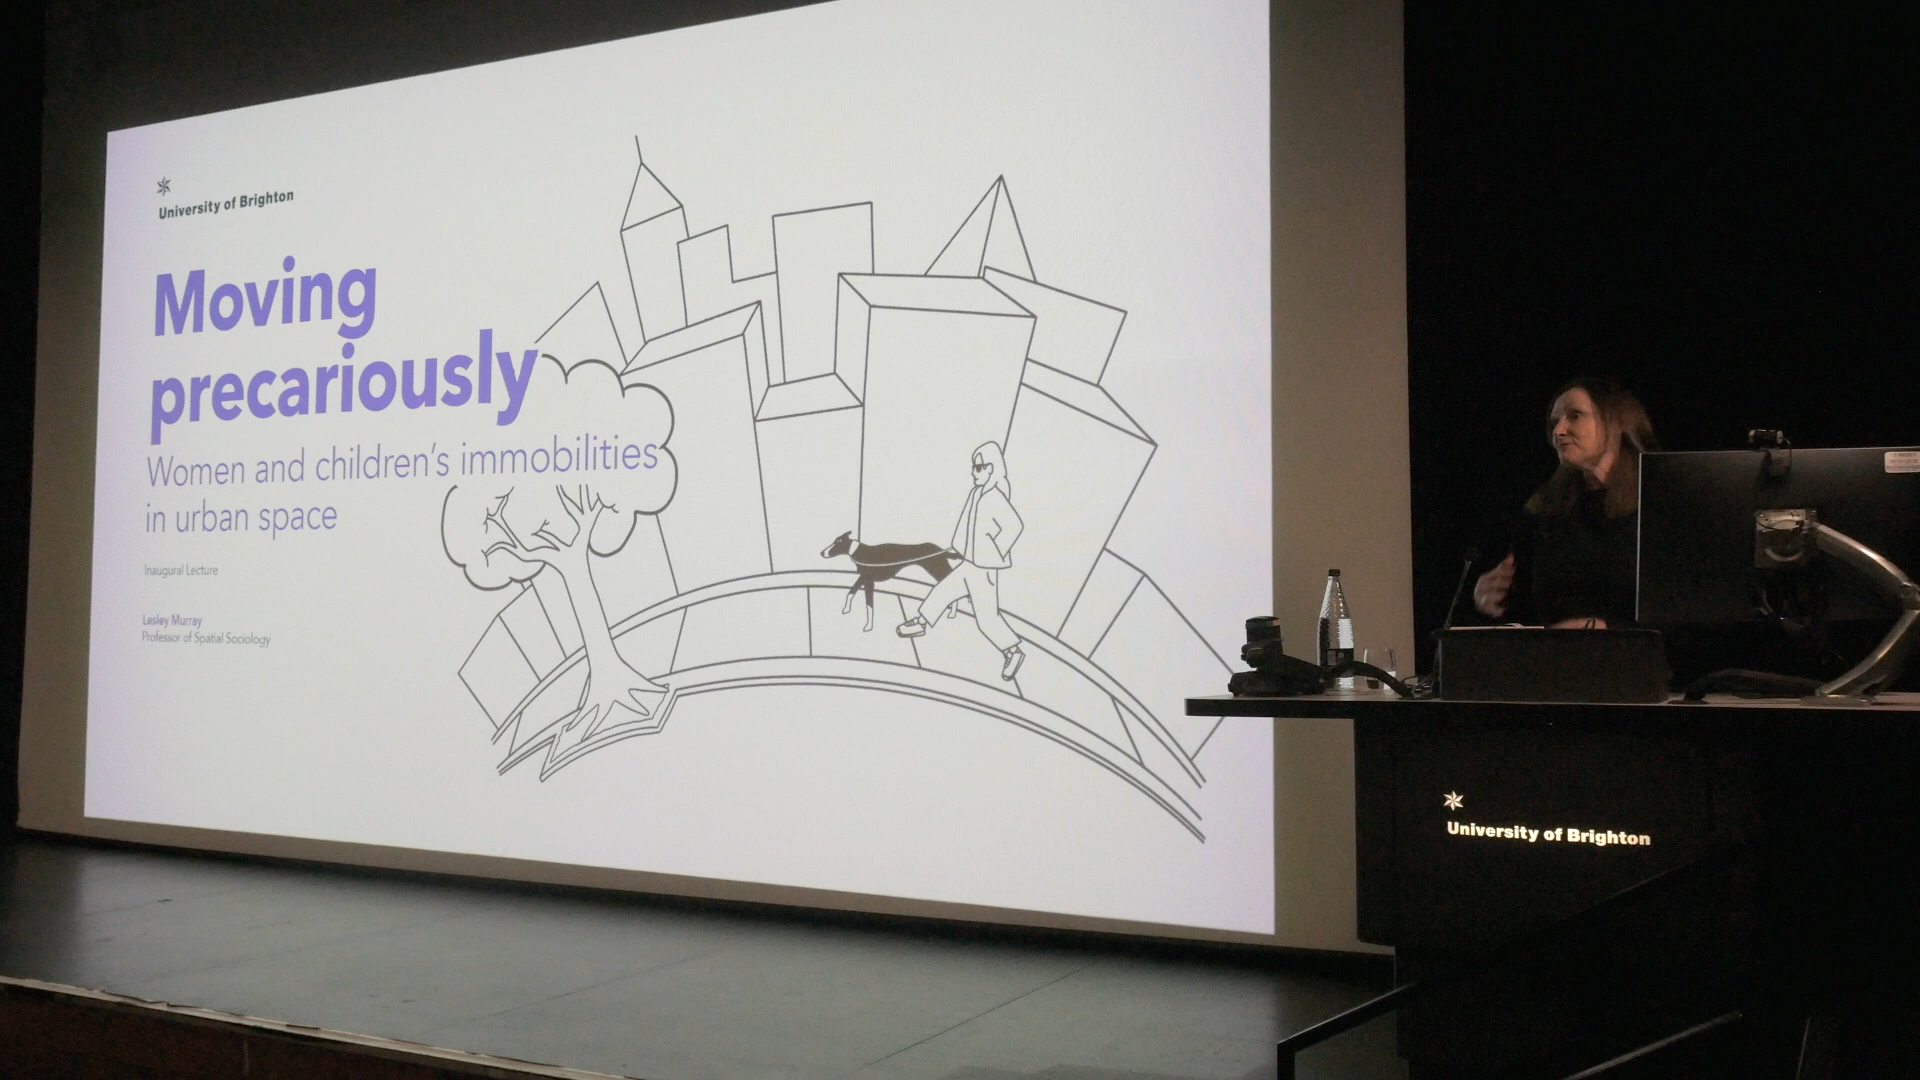 University of Brighton
Moving
precariously
Women and children's immobilities
in urban space
Inaugural Lecture
Lesley Murray
Professor of Spatial Sociology
University of Brighton